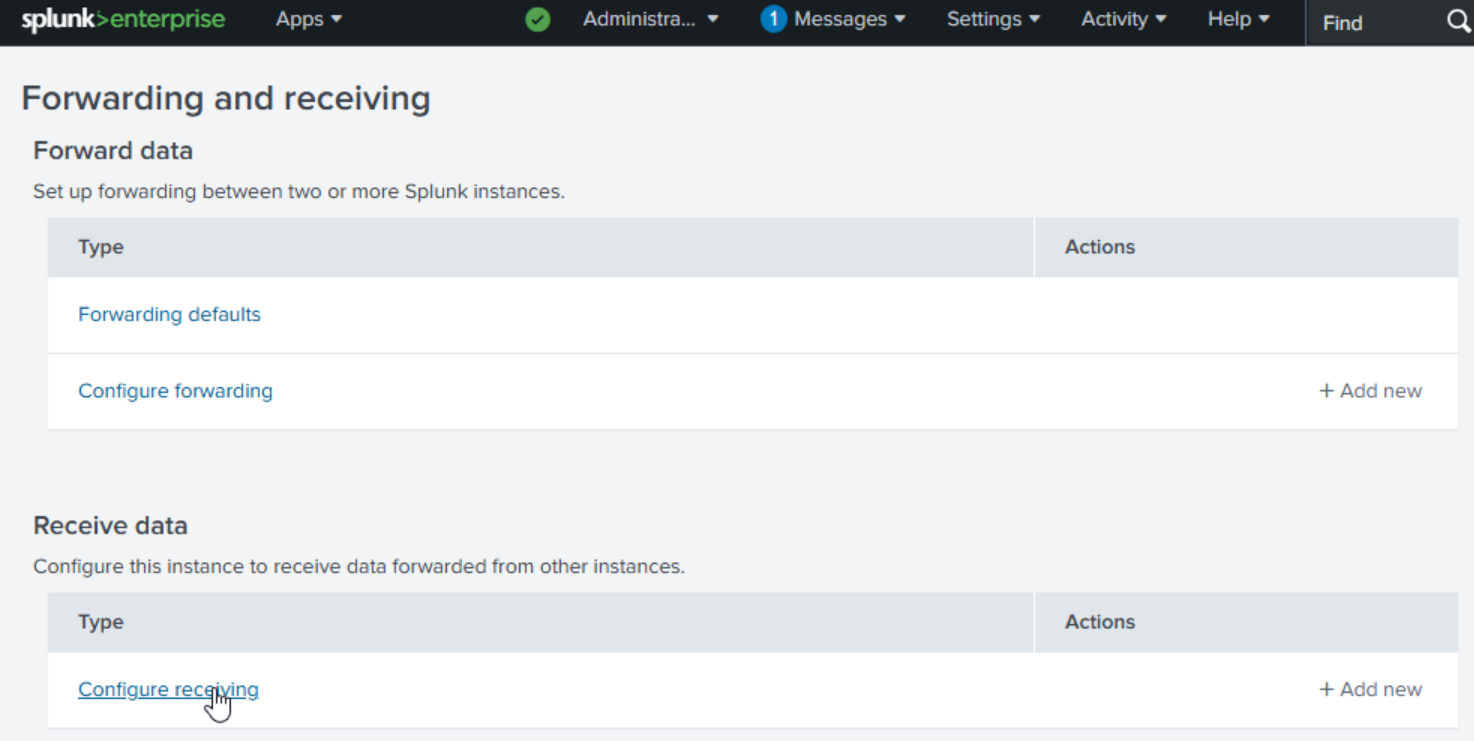 splunk>enterprise Apps ▾ Administra... ▾ 1 Messages ▾ Settings ▾ Activity ▾ Help ▾ Find
Forwarding and receiving
Forward data
Set up forwarding between two or more Splunk instances.
Type Actions
Forwarding defaults
Configure forwarding + Add new
Receive data
Configure this instance to receive data forwarded from other instances.
Type Actions
Configure receiving + Add new